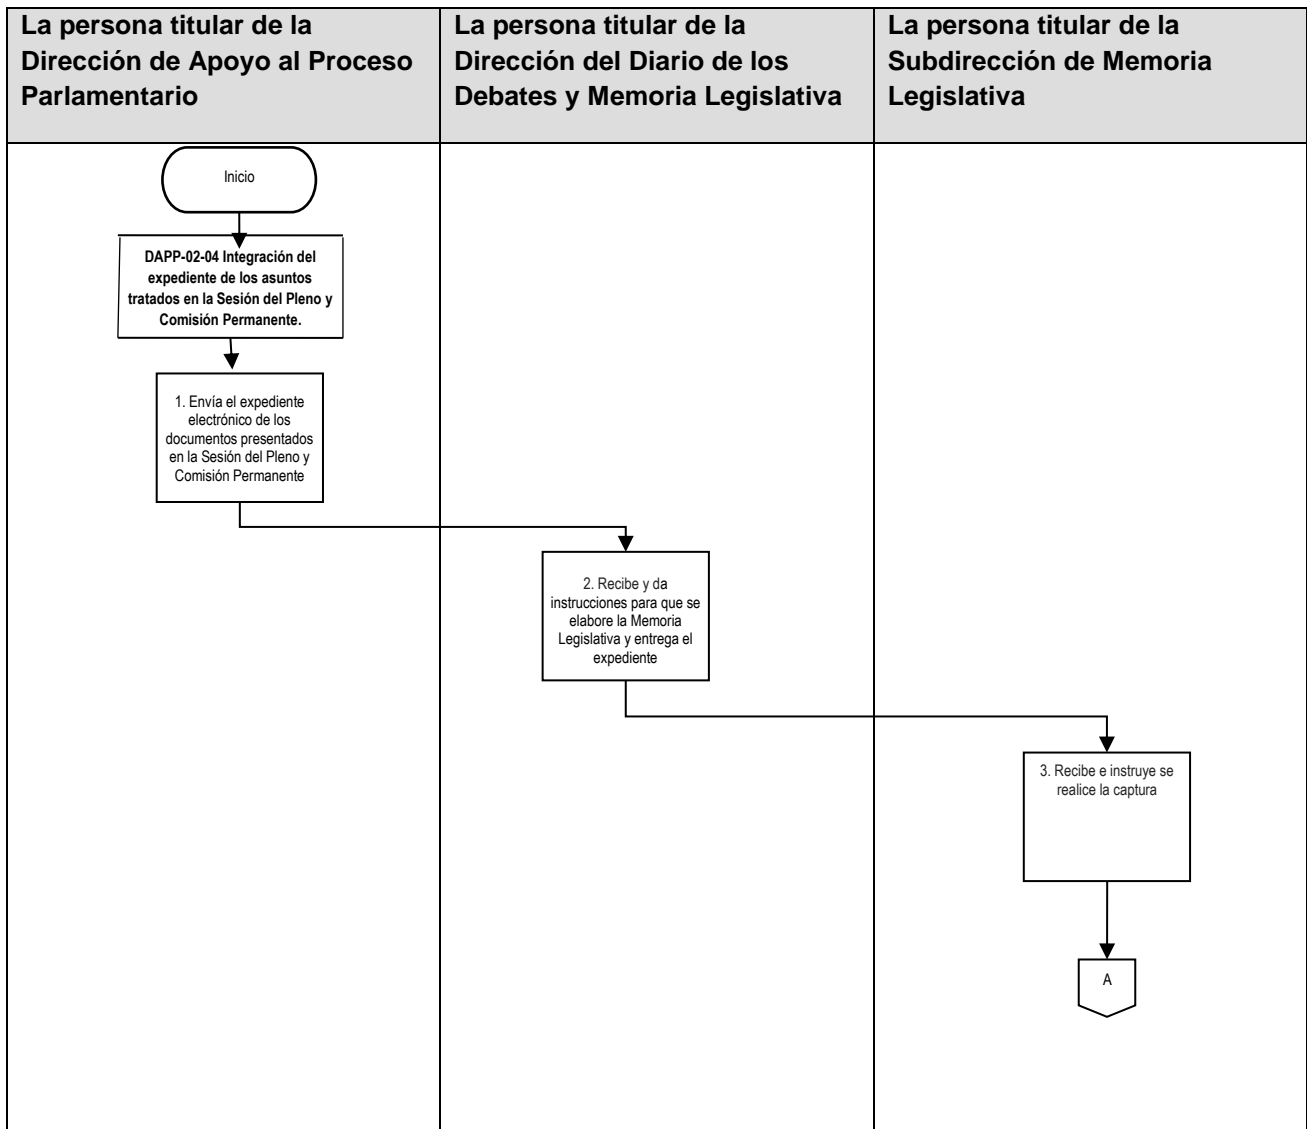 La persona titular de la
Dirección de Apoyo al Proceso
Parlamentario
La persona titular de la
Dirección del Diario de los
Debates y Memoria Legislativa
La persona titular de la
Subdirección de Memoria
Legislativa
Inicio
DAPP-02-04 Integración del
expediente de los asuntos
tratados en la Sesión del Pleno y
Comisión Permanente.
1. Envía el expediente
electrónico de los
documentos presentados
en la Sesión del Pleno y
Comisión Permanente
2. Recibe y da
instrucciones para que se
elabore la Memoria
Legislativa y entrega el
expediente
3. Recibe e instruye se
realice la captura
A